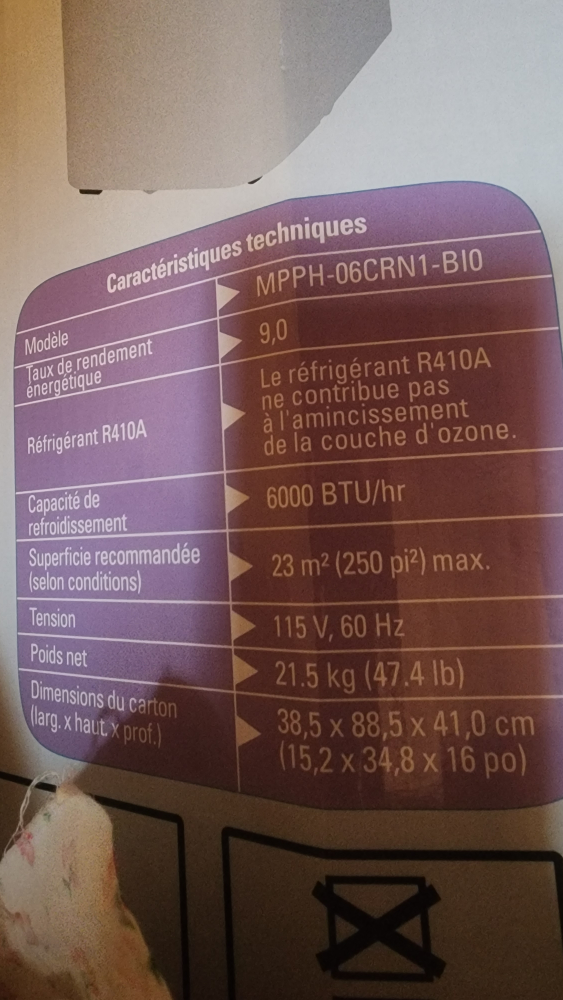 Caractéristiques techniques
Modèle
MPPH-06CRN1-BI0
Taux de rendement
énergétique
9,0
Réfrigérant R410A
Le réfrigérant R410A
ne contribue pas
à l'amincissement
de la couche d'ozone.
Capacité de
refroidissement
6000 BTU/hr
Superficie recommandée
(selon conditions)
23 m² (250 pi²) max.
Tension
115 V, 60 Hz
Poids net
21.5 kg (47.4 lb)
Dimensions du carton
(larg. x haut. x prof.)
38,5 x 88,5 x 41,0 cm
(15,2 x 34,8 x 16 po)